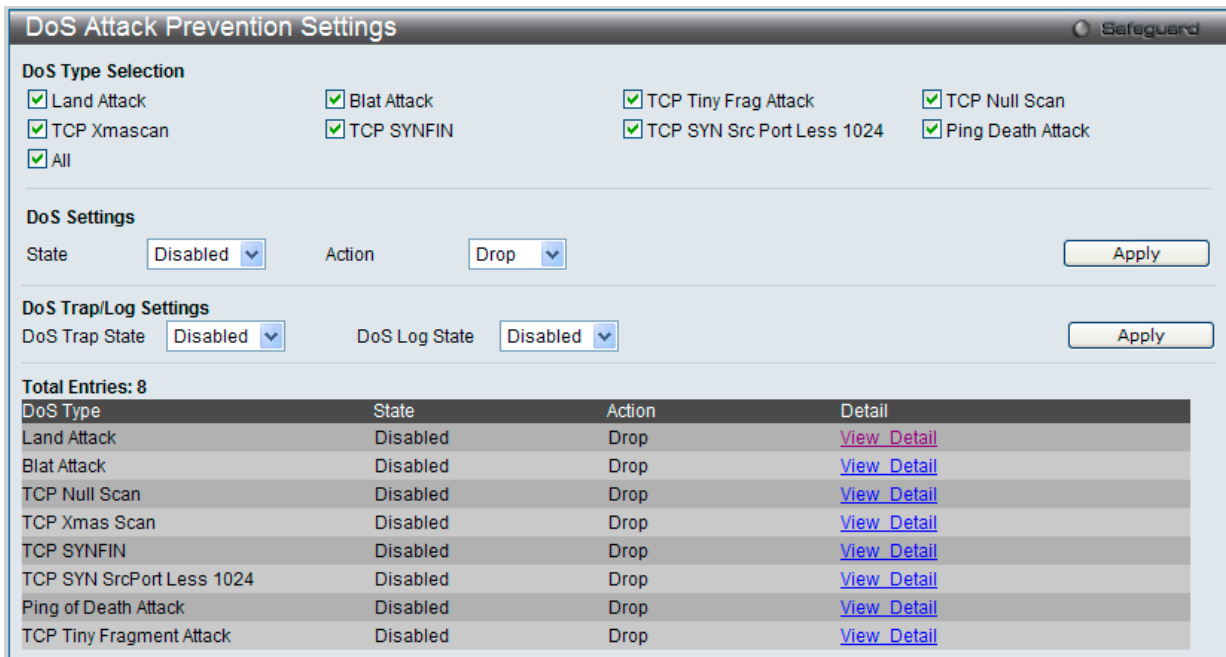 DoS Attack Prevention Settings Safeguard
DoS Type Selection
Land Attack Blat Attack TCP Tiny Frag Attack TCP Null Scan
TCP Xmascan TCP SYNFIN TCP SYN Src Port Less 1024 Ping Death Attack
All
DoS Settings
State Disabled Action Drop Apply
DoS Trap/Log Settings
DoS Trap State Disabled DoS Log State Disabled Apply
Total Entries: 8
DoS Type State Action Detail
Land Attack Disabled Drop View Detail
Blat Attack Disabled Drop View Detail
TCP Null Scan Disabled Drop View Detail
TCP Xmas Scan Disabled Drop View Detail
TCP SYNFIN Disabled Drop View Detail
TCP SYN SrcPort Less 1024 Disabled Drop View Detail
Ping of Death Attack Disabled Drop View Detail
TCP Tiny Fragment Attack Disabled Drop View Detail